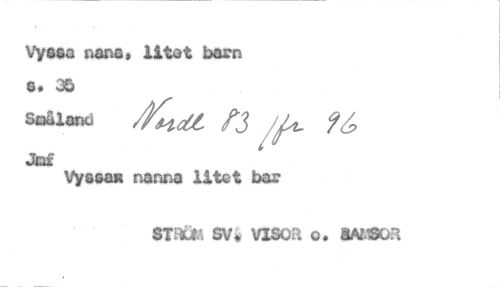 Vyssa nana, litet barn
s. 35
Småland
Nordl 83 /fr 96
Jmf
Vyssan nanna litet bar
STRÖM SV. VISOR o. RAMSOR